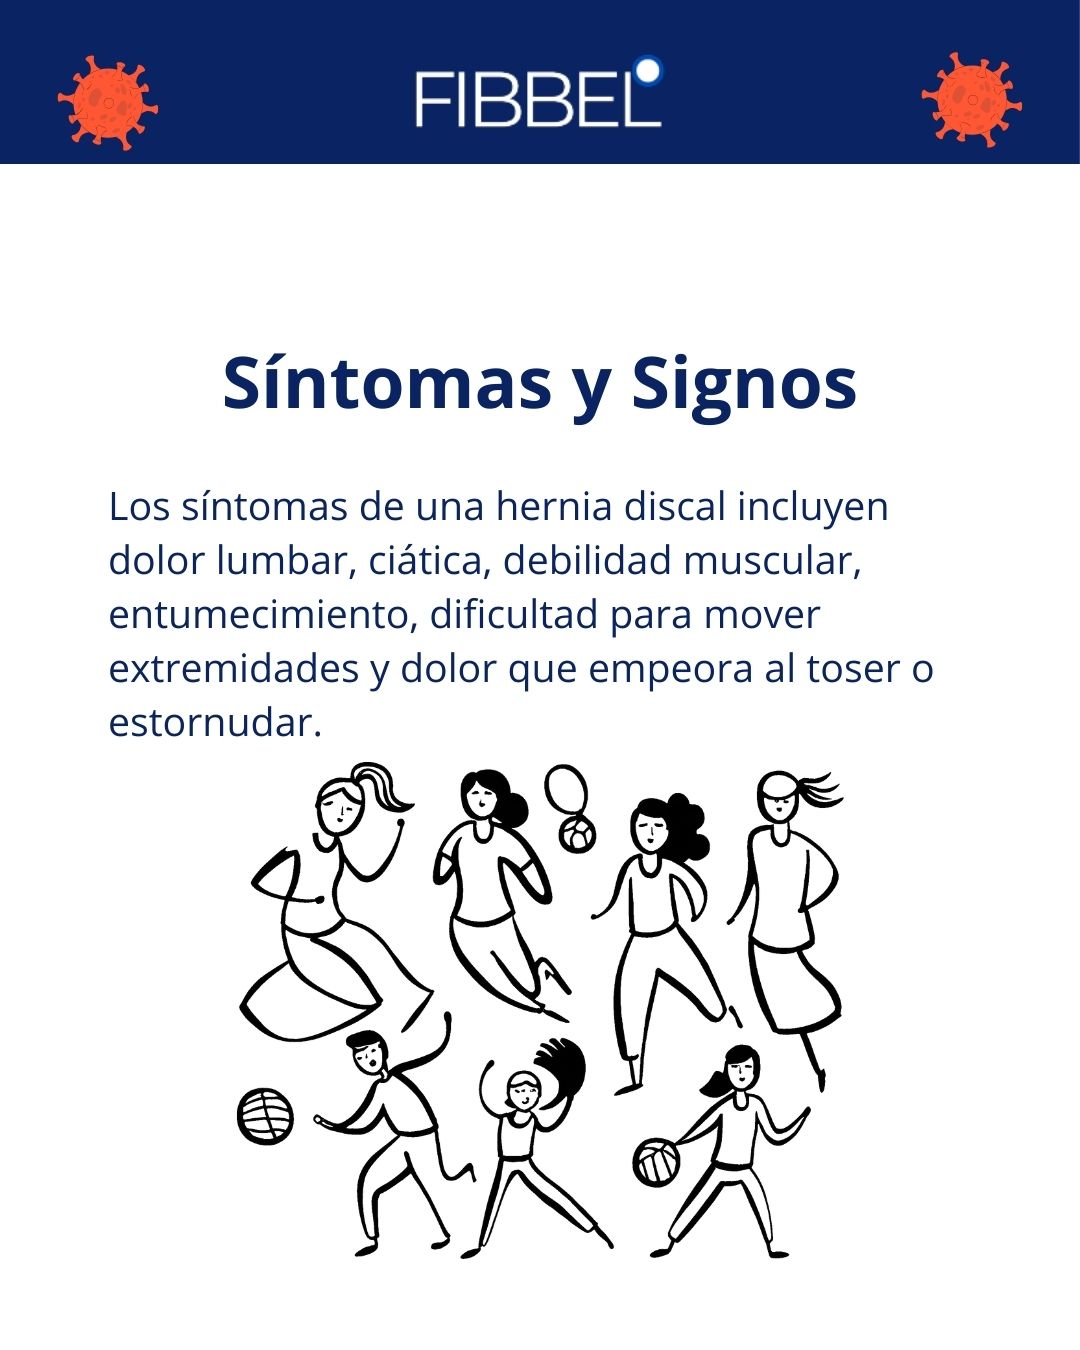 FIBBEL
Síntomas y Signos
Los síntomas de una hernia discal incluyen
dolor lumbar, ciática, debilidad muscular,
entumecimiento, dificultad para mover
extremidades y dolor que empeora al toser o
estornudar.